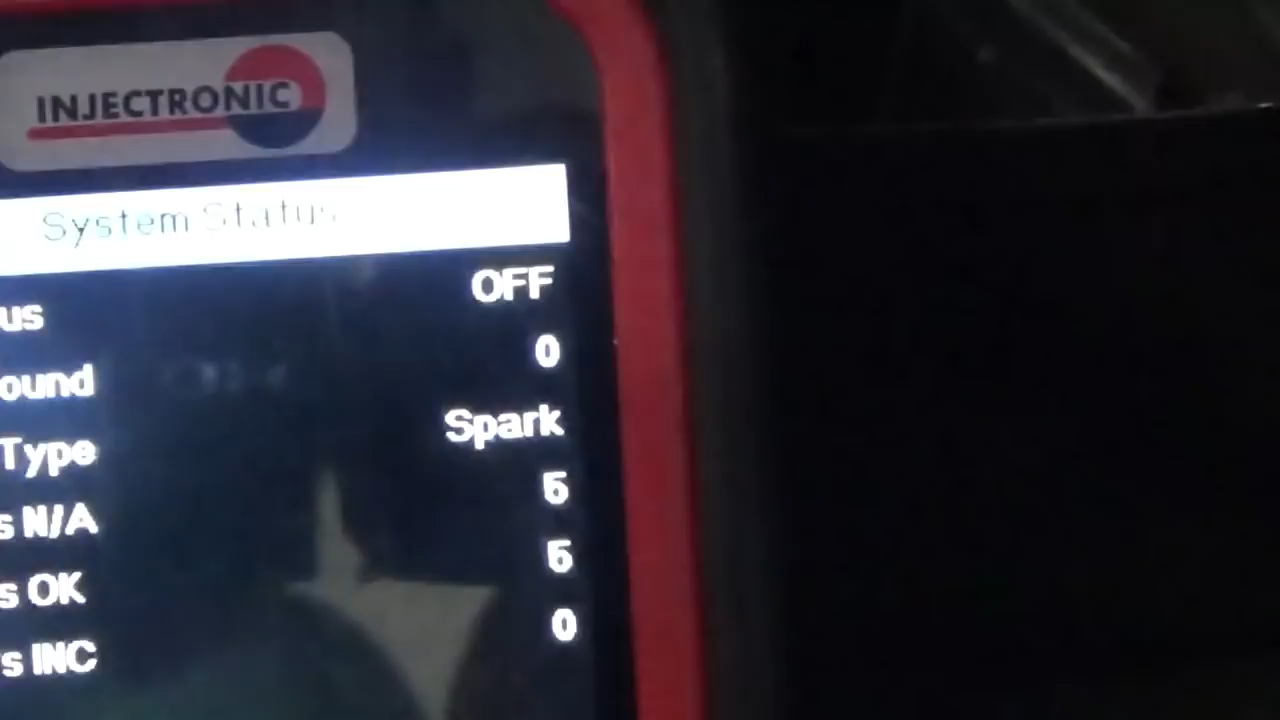 INJECTRONIC
System Status
us OFF
ound 0
Type Spark
s N/A 5
s OK 5
s INC 0